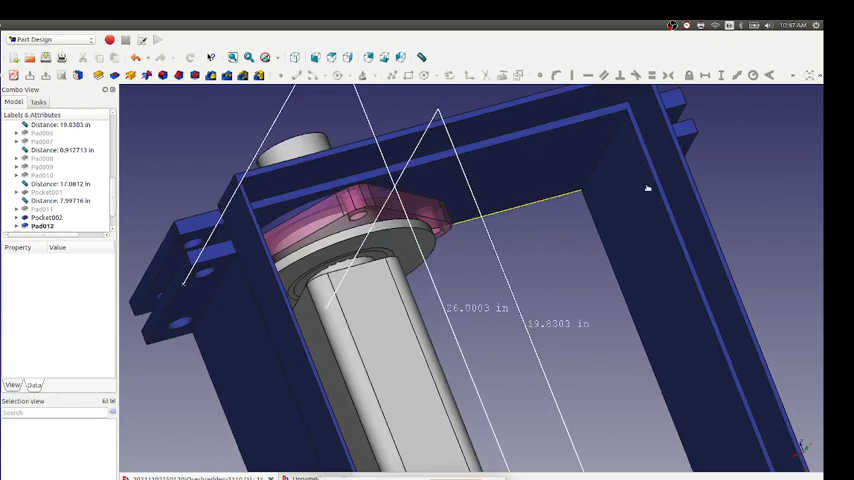 10:47 AM
Part Design
Combo View
Model Tasks
Labels & Attributes
Distance: 19.8303 in
Pad006
Pad007
Distance: 0.912713 in
Pad008
Pad009
Pad010
Distance: 17.0812 in
Pocket001
Distance: 7.99716 in
Pad011
Pocket002
Pad012
Property Value
26.0003 in
19.8303 in
View Data
Selection view
Search